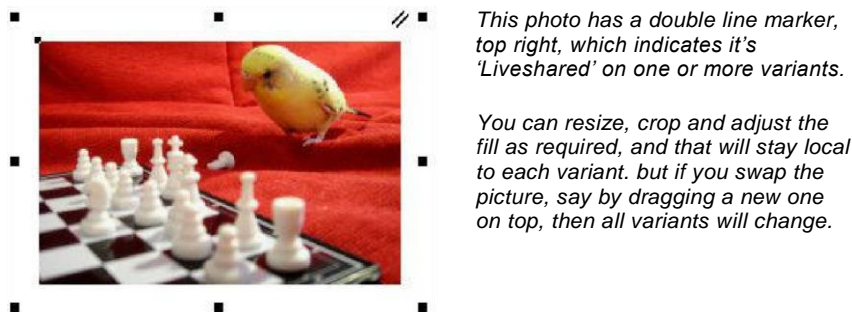 This photo has a double line marker,
top right, which indicates it’s
‘Liveshared’ on one or more variants.
You can resize, crop and adjust the
fill as required, and that will stay local
to each variant. but if you swap the
picture, say by dragging a new one
on top, then all variants will change.